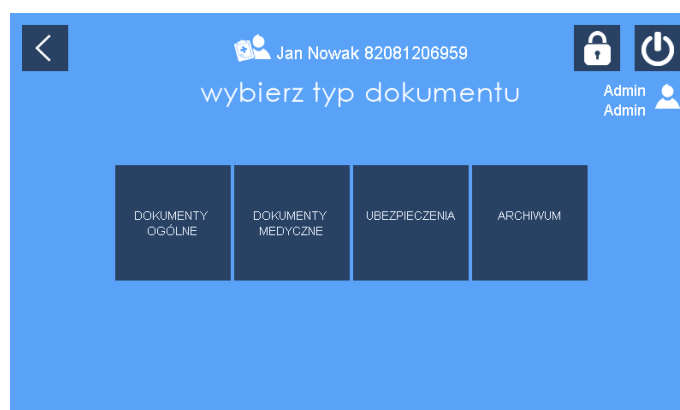 Jan Nowak 82081206959
wybierz typ dokumentu
Admin
Admin
DOKUMENTY
OGÓLNE
DOKUMENTY
MEDYCZNE
UBEZPIECZENIA
ARCHIWUM